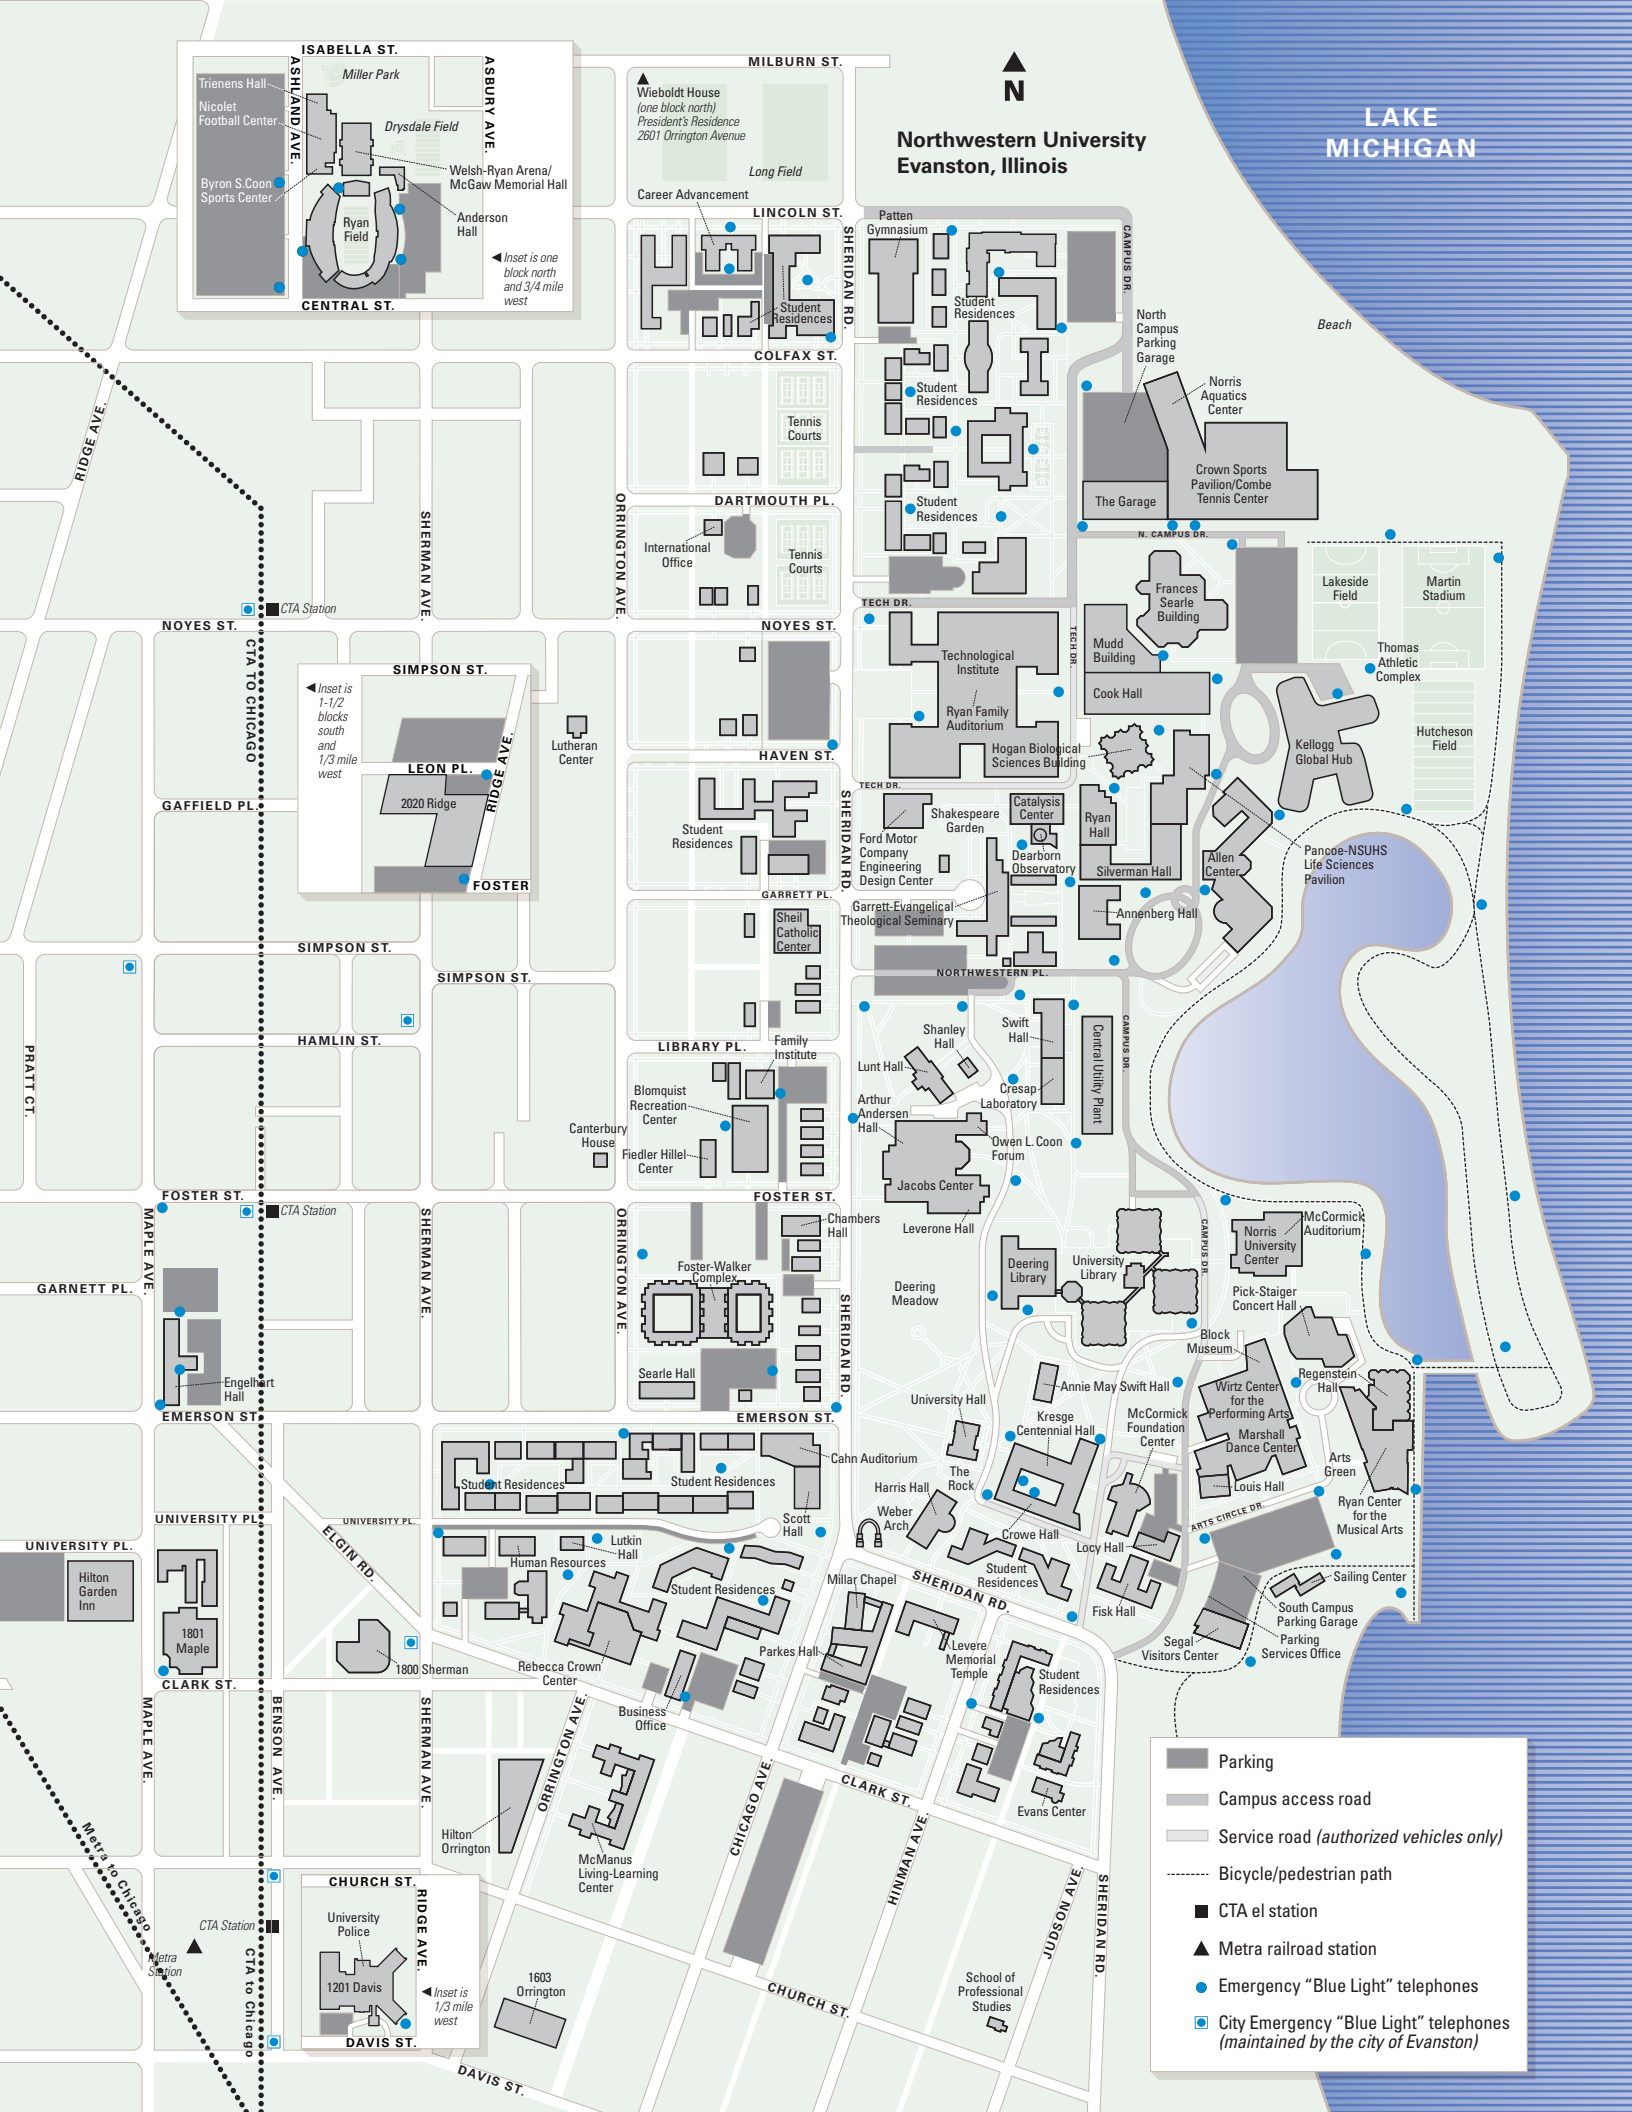 ISABELLA ST.
ASHLAND AVE.
ASBURY AVE.
Miller Park
Trienens Hall
Nicolet
Football Center
Drysdale Field
Welsh-Ryan Arena/
McGaw Memorial Hall
Byron S.Coon
Sports Center
Anderson
Hall
Ryan
Field
Inset is one
block north
and 3/4 mile
west
CENTRAL ST.
MILBURN ST.
Wieboldt House
(one block north)
President's Residence
2601 Orrington Avenue
Long Field
Career Advancement
LINCOLN ST.
N
Northwestern University
Evanston, Illinois
LAKE
MICHIGAN
Beach
Patten
Gymnasium
SHERIDAN RD.
CAMPUS DR.
Student
Residences
Student
Residences
COLFAX ST.
North
Campus
Parking
Garage
Norris
Aquatics
Center
Student
Residences
Tennis
Courts
RIDGE AVE.
Crown Sports
Pavilion/Combe
Tennis Center
The Garage
DARTMOUTH PL.
Student
Residences
SHERMAN AVE.
ORRINGTON AVE.
International
Office
Tennis
Courts
N. CAMPUS DR.
Frances
Searle
Building
Lakeside
Field
Martin
Stadium
CTA Station
NOYES ST.
NOYES ST.
TECH DR.
TECH DR.
Mudd
Building
Thomas
Athletic
Complex
Technological
Institute
Cook Hall
CTA TO CHICAGO
SIMPSON ST.
Inset is
1-1/2
blocks
south
and
1/3 mile
west
LEON PL.
RIDGE AVE.
2020 Ridge
FOSTER
Lutheran
Center
HAVEN ST.
Ryan Family
Auditorium
Hogan Biological
Sciences Building
Kellogg
Global Hub
Hutcheson
Field
GAFFIELD PL.
TECH DR.
SHERIDAN RD.
Ford Motor
Company
Engineering
Design Center
Shakespeare
Garden
Catalysis
Center
Ryan
Hall
Dearborn
Observatory
Silverman Hall
Allen
Center
Pancoe-NSUHS
Life Sciences
Pavilion
Student
Residences
GARRETT PL.
Garrett-Evangelical
Theological Seminary
Annenberg Hall
Sheil
Catholic
Center
SIMPSON ST.
SIMPSON ST.
NORTHWESTERN PL.
HAMLIN ST.
PRATT CT.
LIBRARY PL.
Family
Institute
Shanley
Hall
Swift
Hall
Central Utility Plant
CAMPUS DR.
Lunt Hall
Cresap
Laboratory
Blomquist
Recreation
Center
Arthur
Andersen
Hall
Canterbury
House
Fiedler Hillel
Center
Owen L. Coon
Forum
Jacobs Center
Leverone Hall
FOSTER ST.
FOSTER ST.
CTA Station
MAPLE AVE.
SHERMAN AVE.
ORRINGTON AVE.
Chambers
Hall
Foster-Walker
Complex
Deering
Meadow
Deering
Library
University
Library
CAMPUS DR.
Norris
University
Center
McCormick
Auditorium
GARNETT PL.
SHERIDAN RD.
Pick-Staiger
Concert Hall
Block
Museum
Engelhart
Hall
Searle Hall
EMERSON ST.
EMERSON ST.
University Hall
Annie May Swift Hall
Kresge
Centennial Hall
McCormick
Foundation
Center
Wirtz Center
for the
Performing Arts
Regenstein
Hall
Marshall
Dance Center
Louis Hall
Arts
Green
Ryan Center
for the
Musical Arts
Cahn Auditorium
Student Residences
Student Residences
The
Rock
Harris Hall
Weber
Arch
Scott
Hall
Crowe Hall
Locy Hall
ARTS CIRCLE DR.
UNIVERSITY PL.
UNIVERSITY PL.
UNIVERSITY PL.
ELGIN RD.
Lutkin
Hall
Human Resources
Hilton
Garden
Inn
1801
Maple
1800 Sherman
Student Residences
Millar Chapel
SHERIDAN RD.
Student
Residences
Fisk Hall
Sailing Center
South Campus
Parking Garage
Parking
Services Office
Segal
Visitors Center
Rebecca Crown
Center
Parkes Hall
Levere
Memorial
Temple
Student
Residences
Business
Office
CLARK ST.
MAPLE AVE.
BENSON AVE.
SHERMAN AVE.
ORRINGTON AVE.
CHICAGO AVE.
CLARK ST.
HINMAN AVE.
Evans Center
JUDSON AVE.
SHERIDAN RD.
Hilton
Orrington
McManus
Living-Learning
Center
Metra to Chicago
CTA Station
Metra
Station
CTA to Chicago
CHURCH ST.
RIDGE AVE.
University
Police
1201 Davis
Inset is
1/3 mile
west
DAVIS ST.
1603
Orrington
CHURCH ST.
DAVIS ST.
School of
Professional
Studies
Parking
Campus access road
Service road (authorized vehicles only)
Bicycle/pedestrian path
CTA el station
Metra railroad station
Emergency “Blue Light” telephones
City Emergency “Blue Light” telephones
(maintained by the city of Evanston)